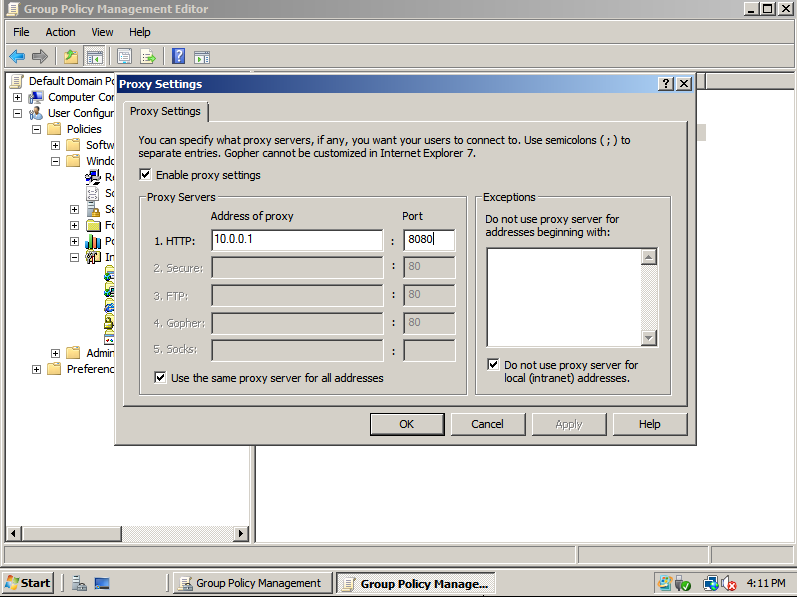 Group Policy Management Editor
File Action View Help
Default Domain Po
Computer Con
User Configur
Policies
Softw
Windo
Re
Sc
Se
Fo
Po
In
Admin
Preferenc
Proxy Settings
Proxy Settings
You can specify what proxy servers, if any, you want your users to connect to. Use semicolons ( ; ) to
separate entries. Gopher cannot be customized in Internet Explorer 7.
Enable proxy settings
Proxy Servers
Address of proxy Port
1. HTTP: 10.0.0.1 : 8080
2. Secure: : 80
3. FTP: : 80
4. Gopher: : 80
5. Socks: :
Use the same proxy server for all addresses
Exceptions
Do not use proxy server for
addresses beginning with:
Do not use proxy server for
local (intranet) addresses.
OK Cancel Apply Help
Start Group Policy Management Group Policy Manage... 4:11 PM